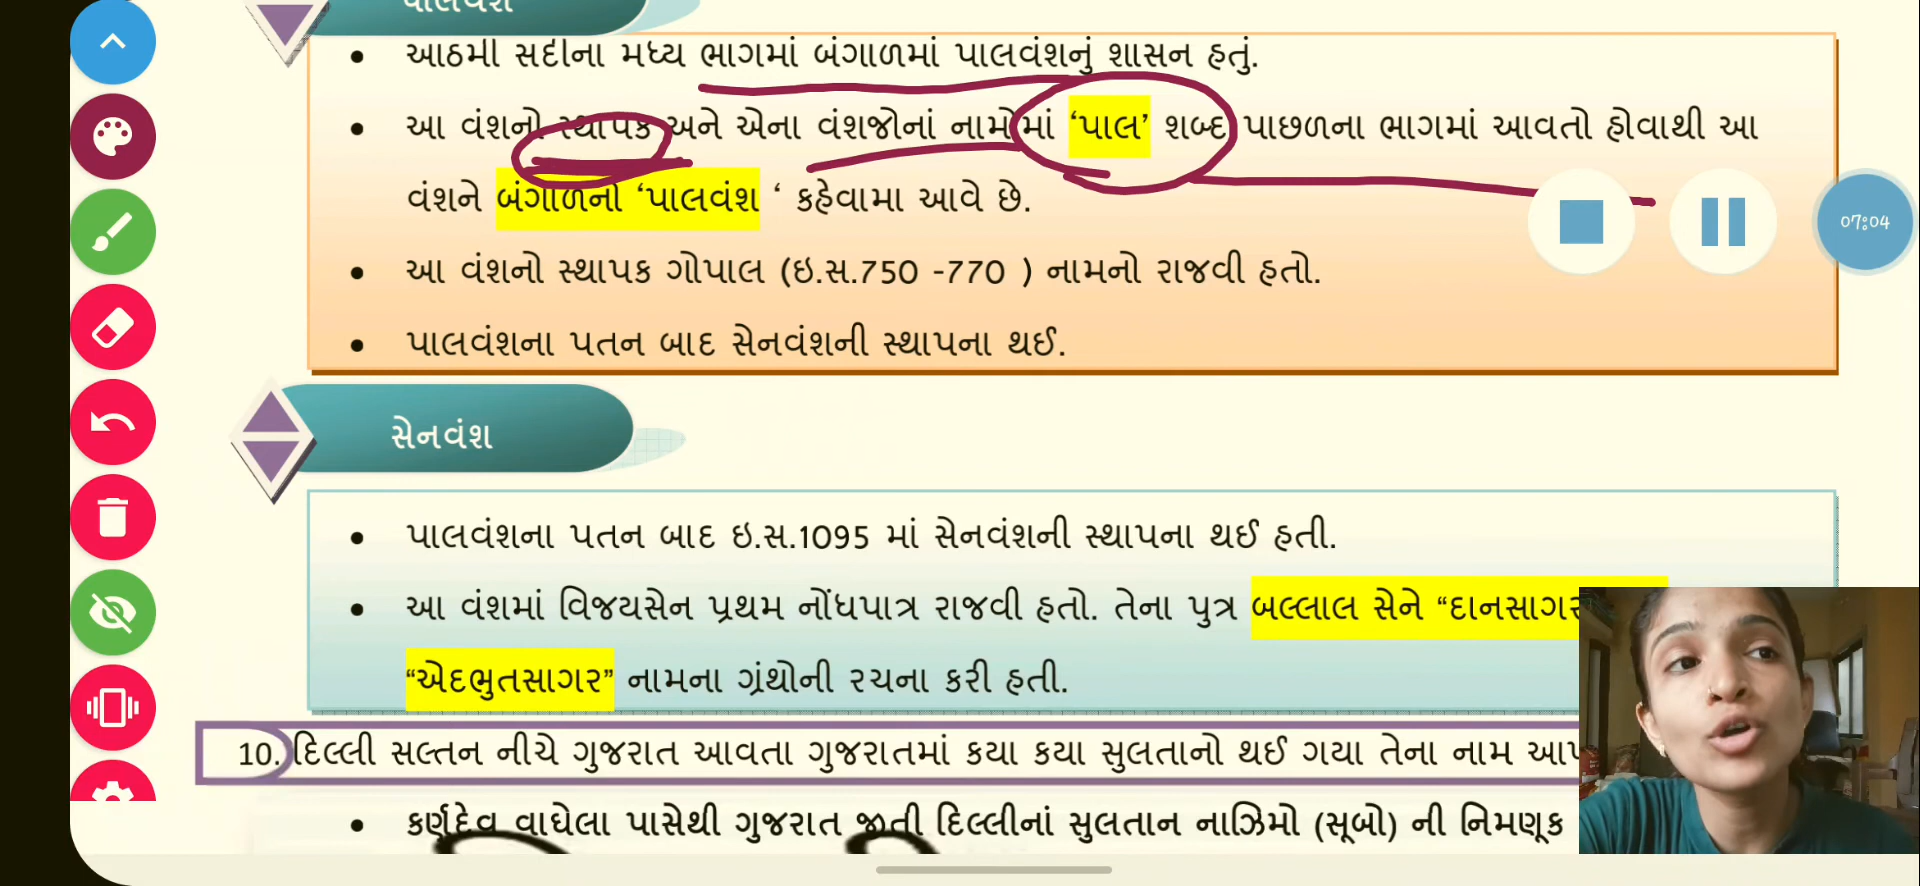 પાલવંશ
• આઠમી સદીના મધ્ય ભાગમાં બંગાળમાં પાલવંશનું શાસન હતું.
• આ વંશનો સ્થાપક અને એના વંશજોનાં નામોમાં ‘પાલ’ શબ્દ પાછળના ભાગમાં આવતો હોવાથી આ
વંશને બંગાળનો ‘પાલવંશ ‘ કહેવામા આવે છે.
07:04
• આ વંશનો સ્થાપક ગોપાલ (ઇ.સ.750 -770 ) નામનો રાજવી હતો.
• પાલવંશના પતન બાદ સેનવંશની સ્થાપના થઈ.
સેનવંશ
• પાલવંશના પતન બાદ ઇ.સ.1095 માં સેનવંશની સ્થાપના થઈ હતી.
• આ વંશમાં વિજયસેન પ્રથમ નોંધપાત્ર રાજવી હતો. તેના પુત્ર બલ્લાલ સેને “દાનસાગર
“એદભુતસાગર” નામના ગ્રંથોની રચના કરી હતી.
10. દિલ્લી સલ્તન નીચે ગુજરાત આવતા ગુજરાતમાં કયા કયા સુલતાનો થઈ ગયા તેના નામ
• કર્ણદેવ વાઘેલા પાસેથી ગુજરાત જીતી દિલ્લીનાં સુલતાન નાઝિમો (સૂબો) ની નિમણૂક